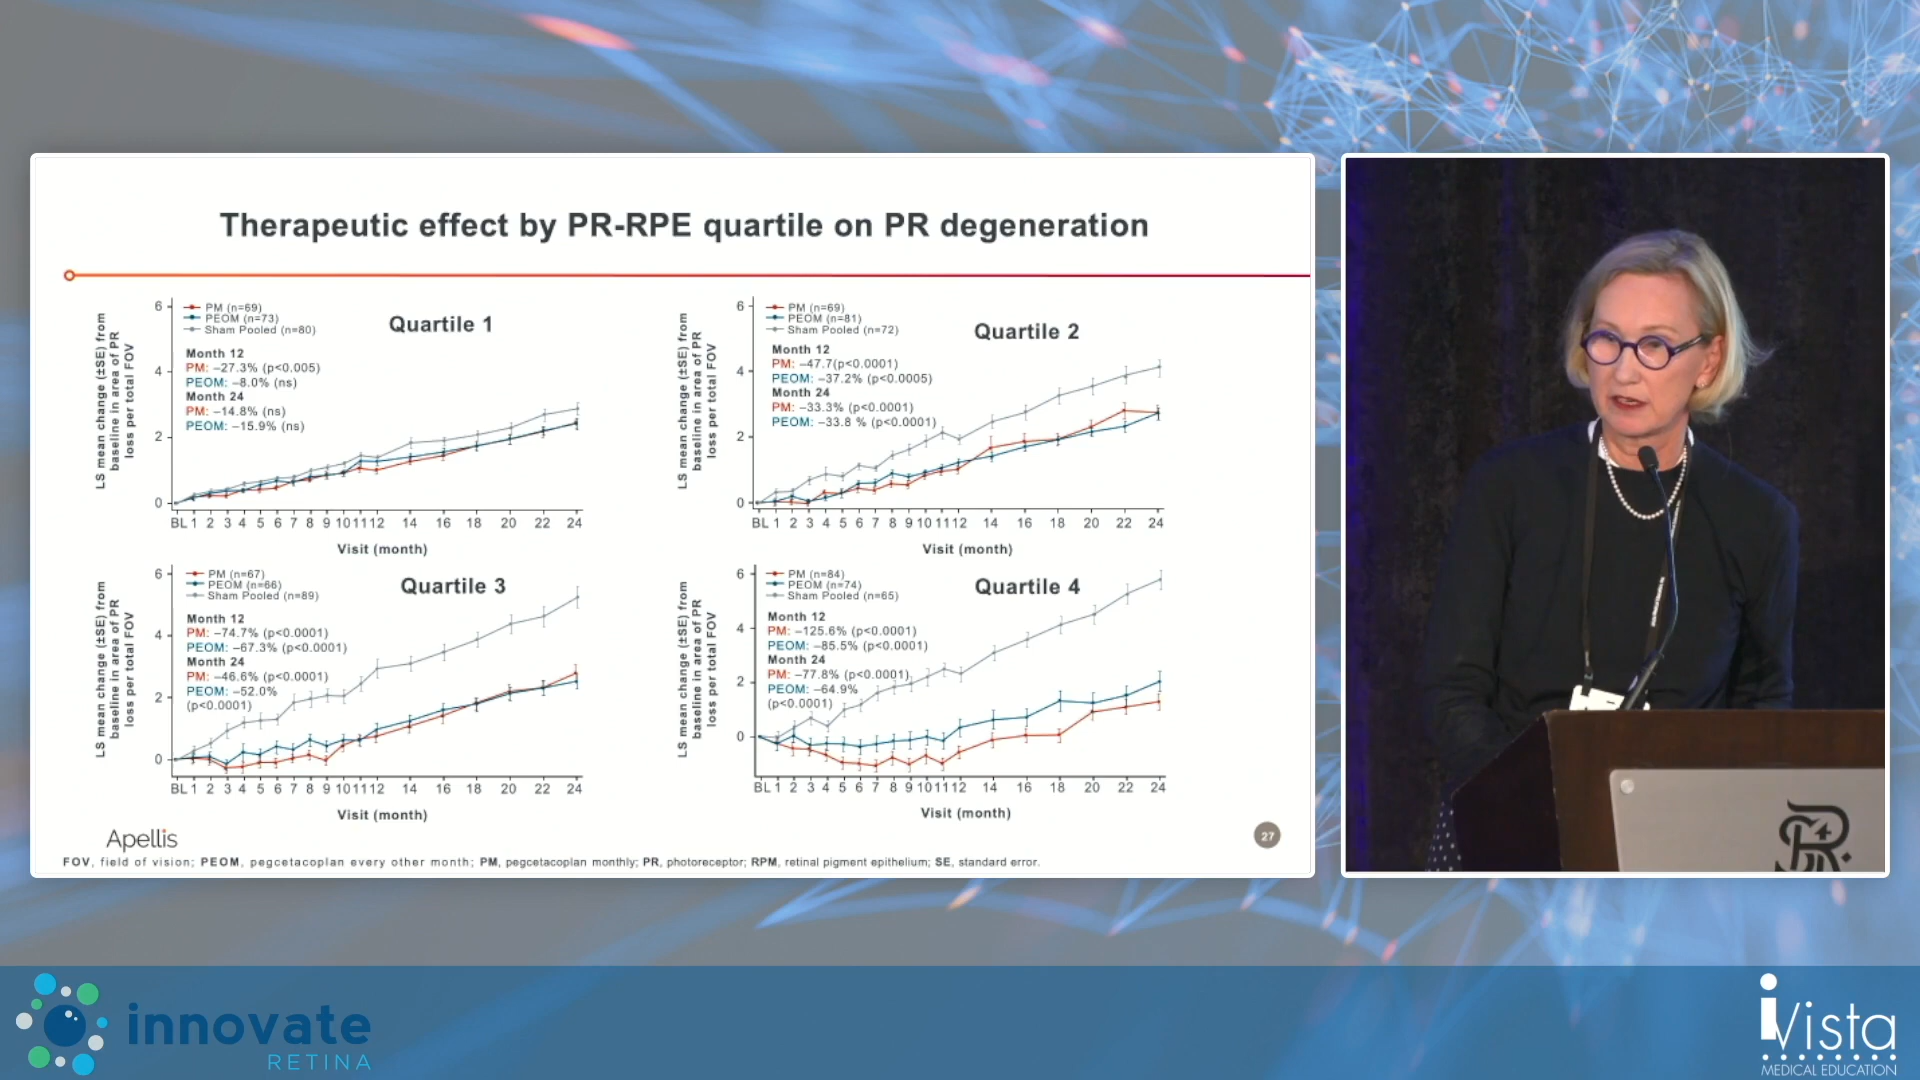 Therapeutic effect by PR-RPE quartile on PR degeneration
LS mean change (±SE) from
baseline in area of PR
loss per total FOV
6
4
2
0
PM (n=69)
PEOM (n=73)
Sham Pooled (n=80)
Quartile 1
Month 12
PM: –27.3% (p<0.005)
PEOM: –8.0% (ns)
Month 24
PM: –14.8% (ns)
PEOM: –15.9% (ns)
BL 1 2 3 4 5 6 7 8 9 10 11 12 14 16 18 20 22 24
Visit (month)
LS mean change (±SE) from
baseline in area of PR
loss per total FOV
6
4
2
0
PM (n=69)
PEOM (n=81)
Sham Pooled (n=72)
Quartile 2
Month 12
PM: –47.7(p<0.0001)
PEOM: –37.2% (p<0.0005)
Month 24
PM: –33.3% (p<0.0001)
PEOM: –33.8 % (p<0.0001)
BL 1 2 3 4 5 6 7 8 9 10 11 12 14 16 18 20 22 24
Visit (month)
LS mean change (±SE) from
baseline in area of PR
loss per total FOV
6
4
2
0
PM (n=67)
PEOM (n=66)
Sham Pooled (n=89)
Quartile 3
Month 12
PM: –74.7% (p<0.0001)
PEOM: –67.3% (p<0.0001)
Month 24
PM: –46.6% (p<0.0001)
PEOM: –52.0%
(p<0.0001)
BL 1 2 3 4 5 6 7 8 9 10 11 12 14 16 18 20 22 24
Visit (month)
LS mean change (±SE) from
baseline in area of PR
loss per total FOV
6
4
2
0
PM (n=84)
PEOM (n=74)
Sham Pooled (n=65)
Quartile 4
Month 12
PM: –125.6% (p<0.0001)
PEOM: –85.5% (p<0.0001)
Month 24
PM: –77.8% (p<0.0001)
PEOM: –64.9%
(p<0.0001)
BL 1 2 3 4 5 6 7 8 9 10 11 12 14 16 18 20 22 24
Visit (month)
Apellis
27
FOV, field of vision; PEOM, pegcetacoplan every other month; PM, pegcetacoplan monthly; PR, photoreceptor; RPM, retinal pigment epithelium; SE, standard error.
innovate
RETINA
iVista
MEDICAL EDUCATION